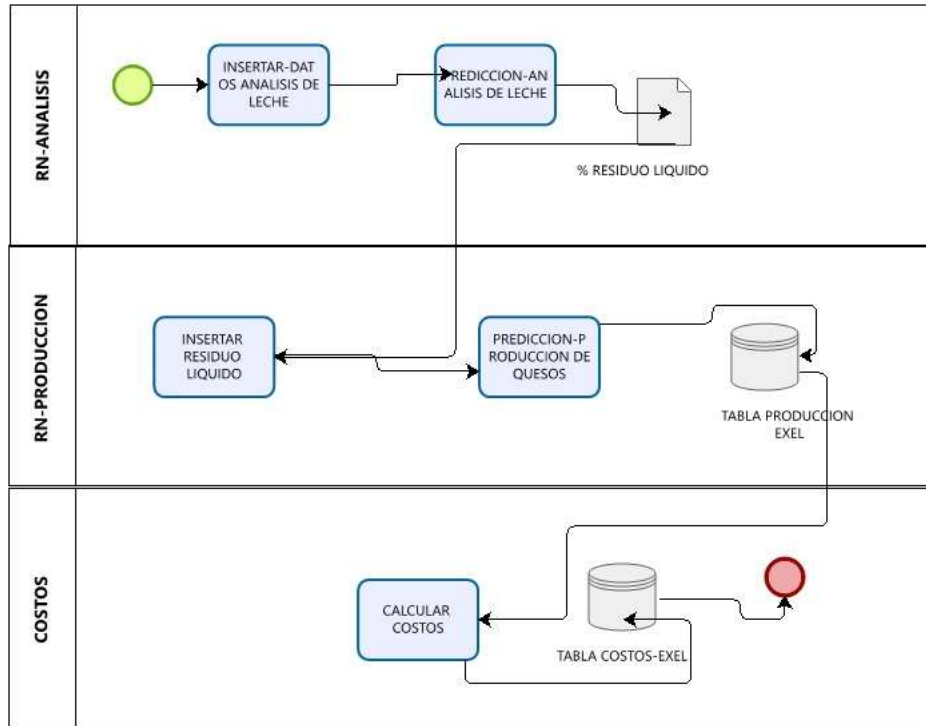 RN-ANALISIS
INSERTAR-DAT
OS ANALISIS DE
LECHE
REDICCION-AN
ALISIS DE LECHE
% RESIDUO LIQUIDO
RN-PRODUCCION
INSERTAR
RESIDUO
LIQUIDO
PREDICCION-P
RODUCCION DE
QUESOS
TABLA PRODUCCION
EXEL
COSTOS
CALCULAR
COSTOS
TABLA COSTOS-EXEL